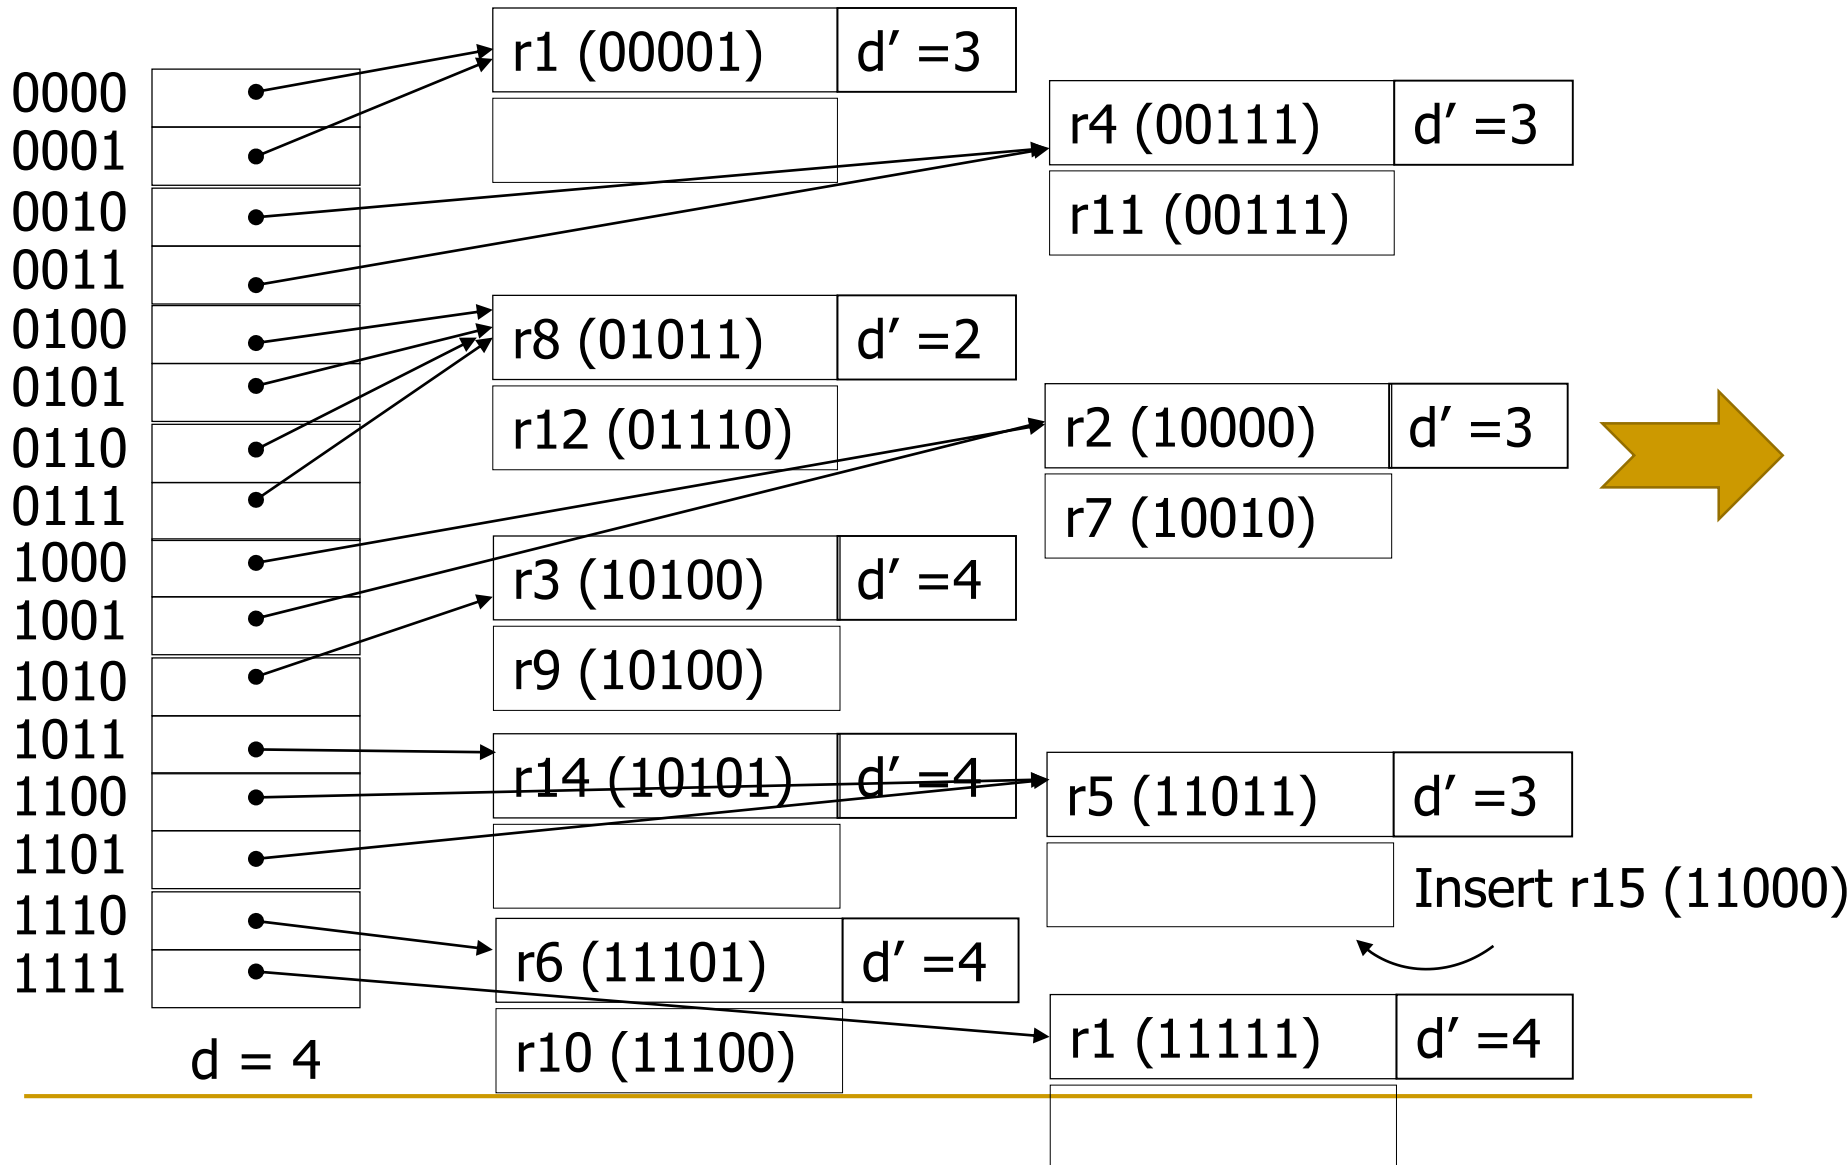 r1 (00001) d′ =3
0000
r4 (00111) d′ =3
0001
0010
r11 (00111)
0011
0100
r8 (01011) d′ =2
0101
r12 (01110)
r2 (10000) d′ =3
0110
0111
r7 (10010)
1000
r3 (10100) d′ =4
1001
r9 (10100)
1010
1011
r14 (10101) d′ =4
1100
r5 (11011) d′ =3
1101
Insert r15 (11000)
1110
r6 (11101) d′ =4
1111
r1 (11111) d′ =4
r10 (11100)
d = 4